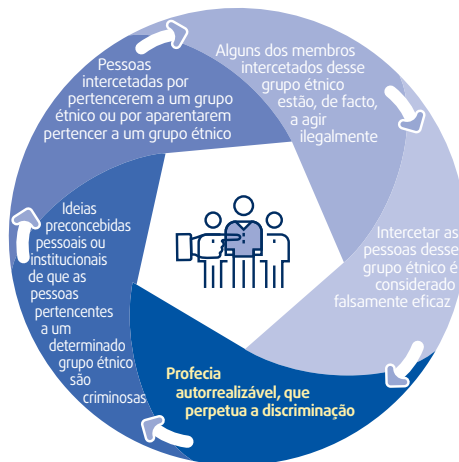 Pessoas
intercetadas por
pertencerem a um grupo
étnico ou por aparentarem
pertencer a um grupo étnico
Alguns dos membros
intercetados desse
grupo étnico
estão, de facto,
a agir
ilegalmente
Intercetar as
pessoas desse
grupo étnico é
considerado
falsamente eficaz
Profecia
autorrealizável, que
perpetua a discriminação
Ideias
preconcebidas
pessoais ou
institucionais
de que as
pessoas
pertencentes
a um
determinado
grupo étnico
são
criminosas